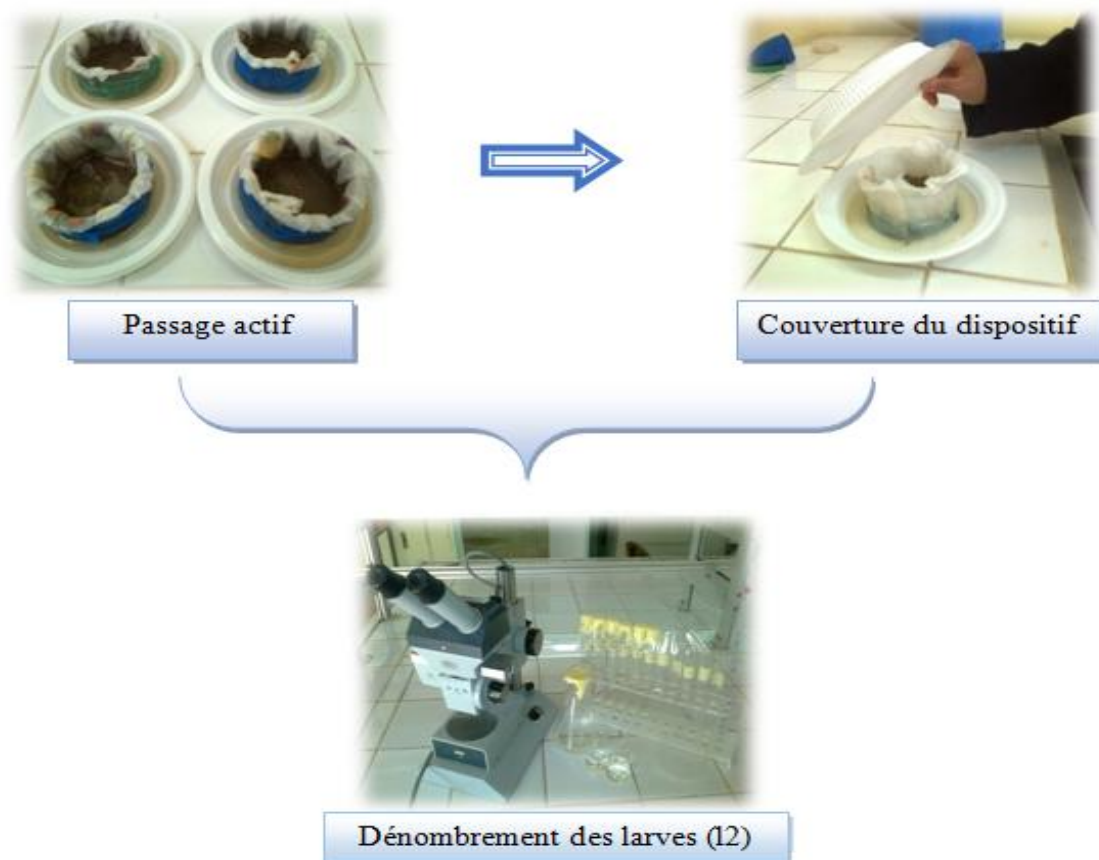 Passage actif
Couverture du dispositif
Dénombrement des larves (l2)